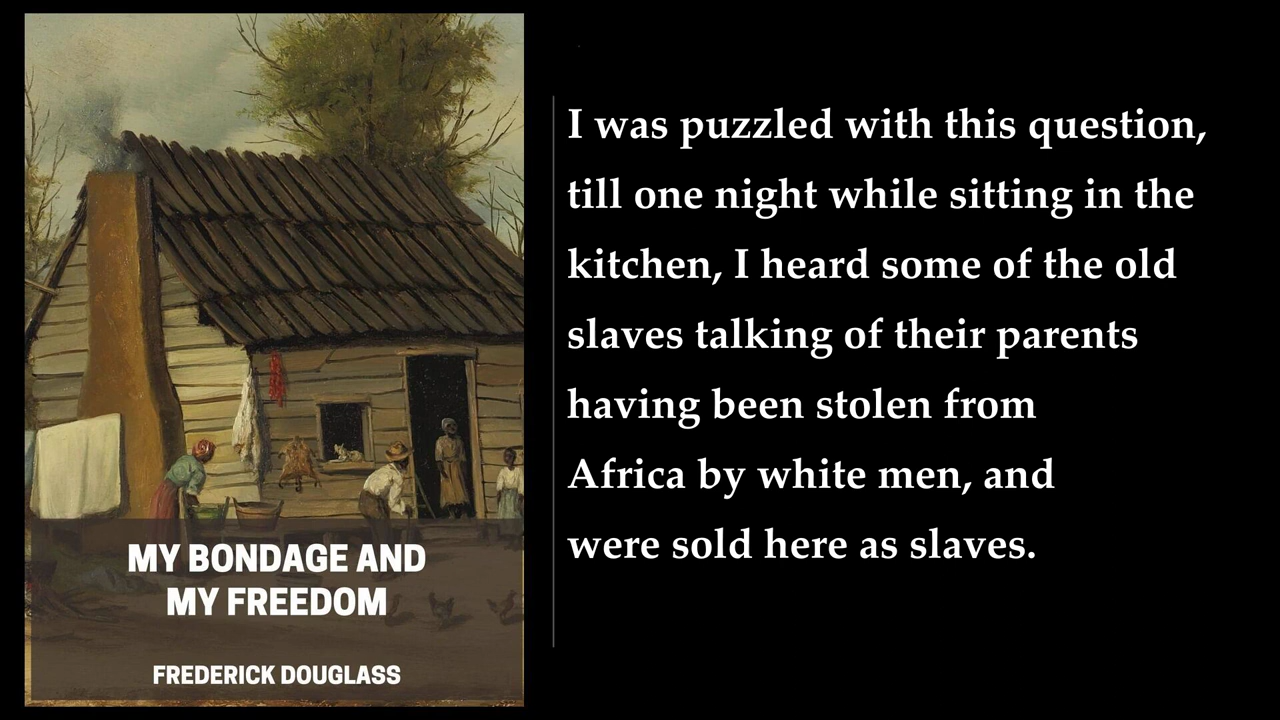 MY BONDAGE AND
MY FREEDOM
FREDERICK DOUGLASS
I was puzzled with this question,
till one night while sitting in the
kitchen, I heard some of the old
slaves talking of their parents
having been stolen from
Africa by white men, and
were sold here as slaves.